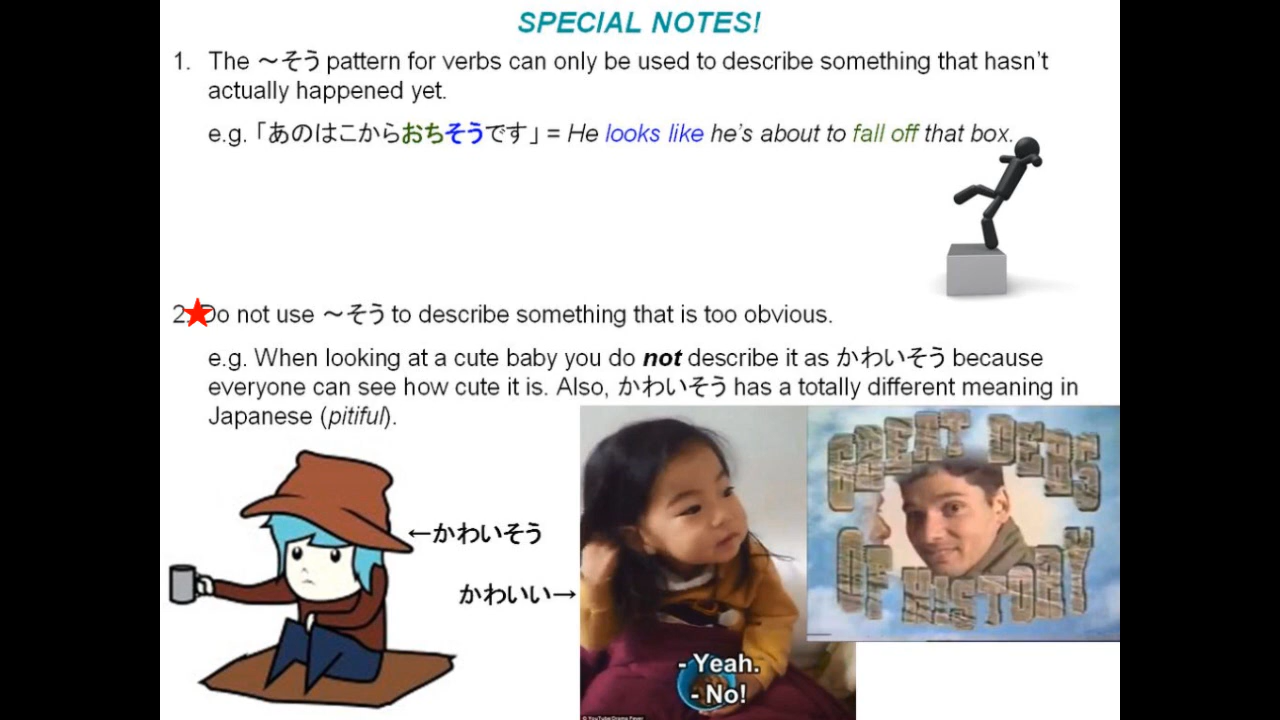 SPECIAL NOTES!
1. The ～そう pattern for verbs can only be used to describe something that hasn't
actually happened yet.
e.g.「あのはこからおちそうです」= He looks like he's about to fall off that box.
2. Do not use ～そう to describe something that is too obvious.
e.g. When looking at a cute baby you do not describe it as かわいそう because
everyone can see how cute it is. Also, かわいそう has a totally different meaning in
Japanese (pitiful).
←かわいそう
かわいい→
- Yeah.
- No!
© YouTube/Drama Fever
GREAT DEBS
OF HISTORY